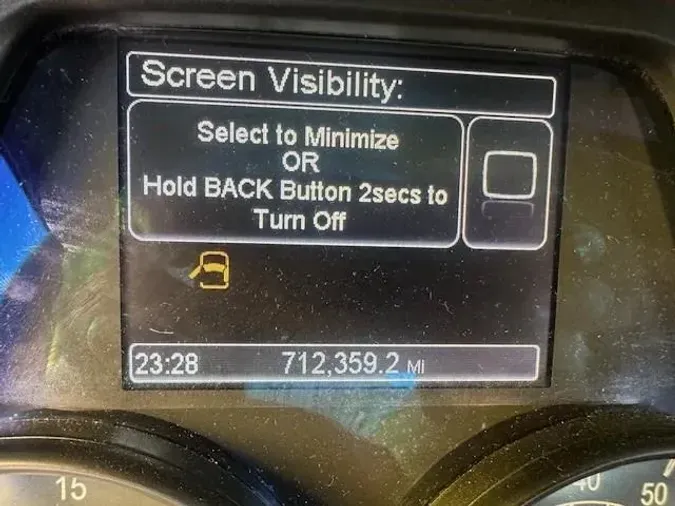 Screen Visibility:
Select to Minimize
OR
Hold BACK Button 2secs to
Turn Off
23:28 712,359.2 Mi
15
40
50